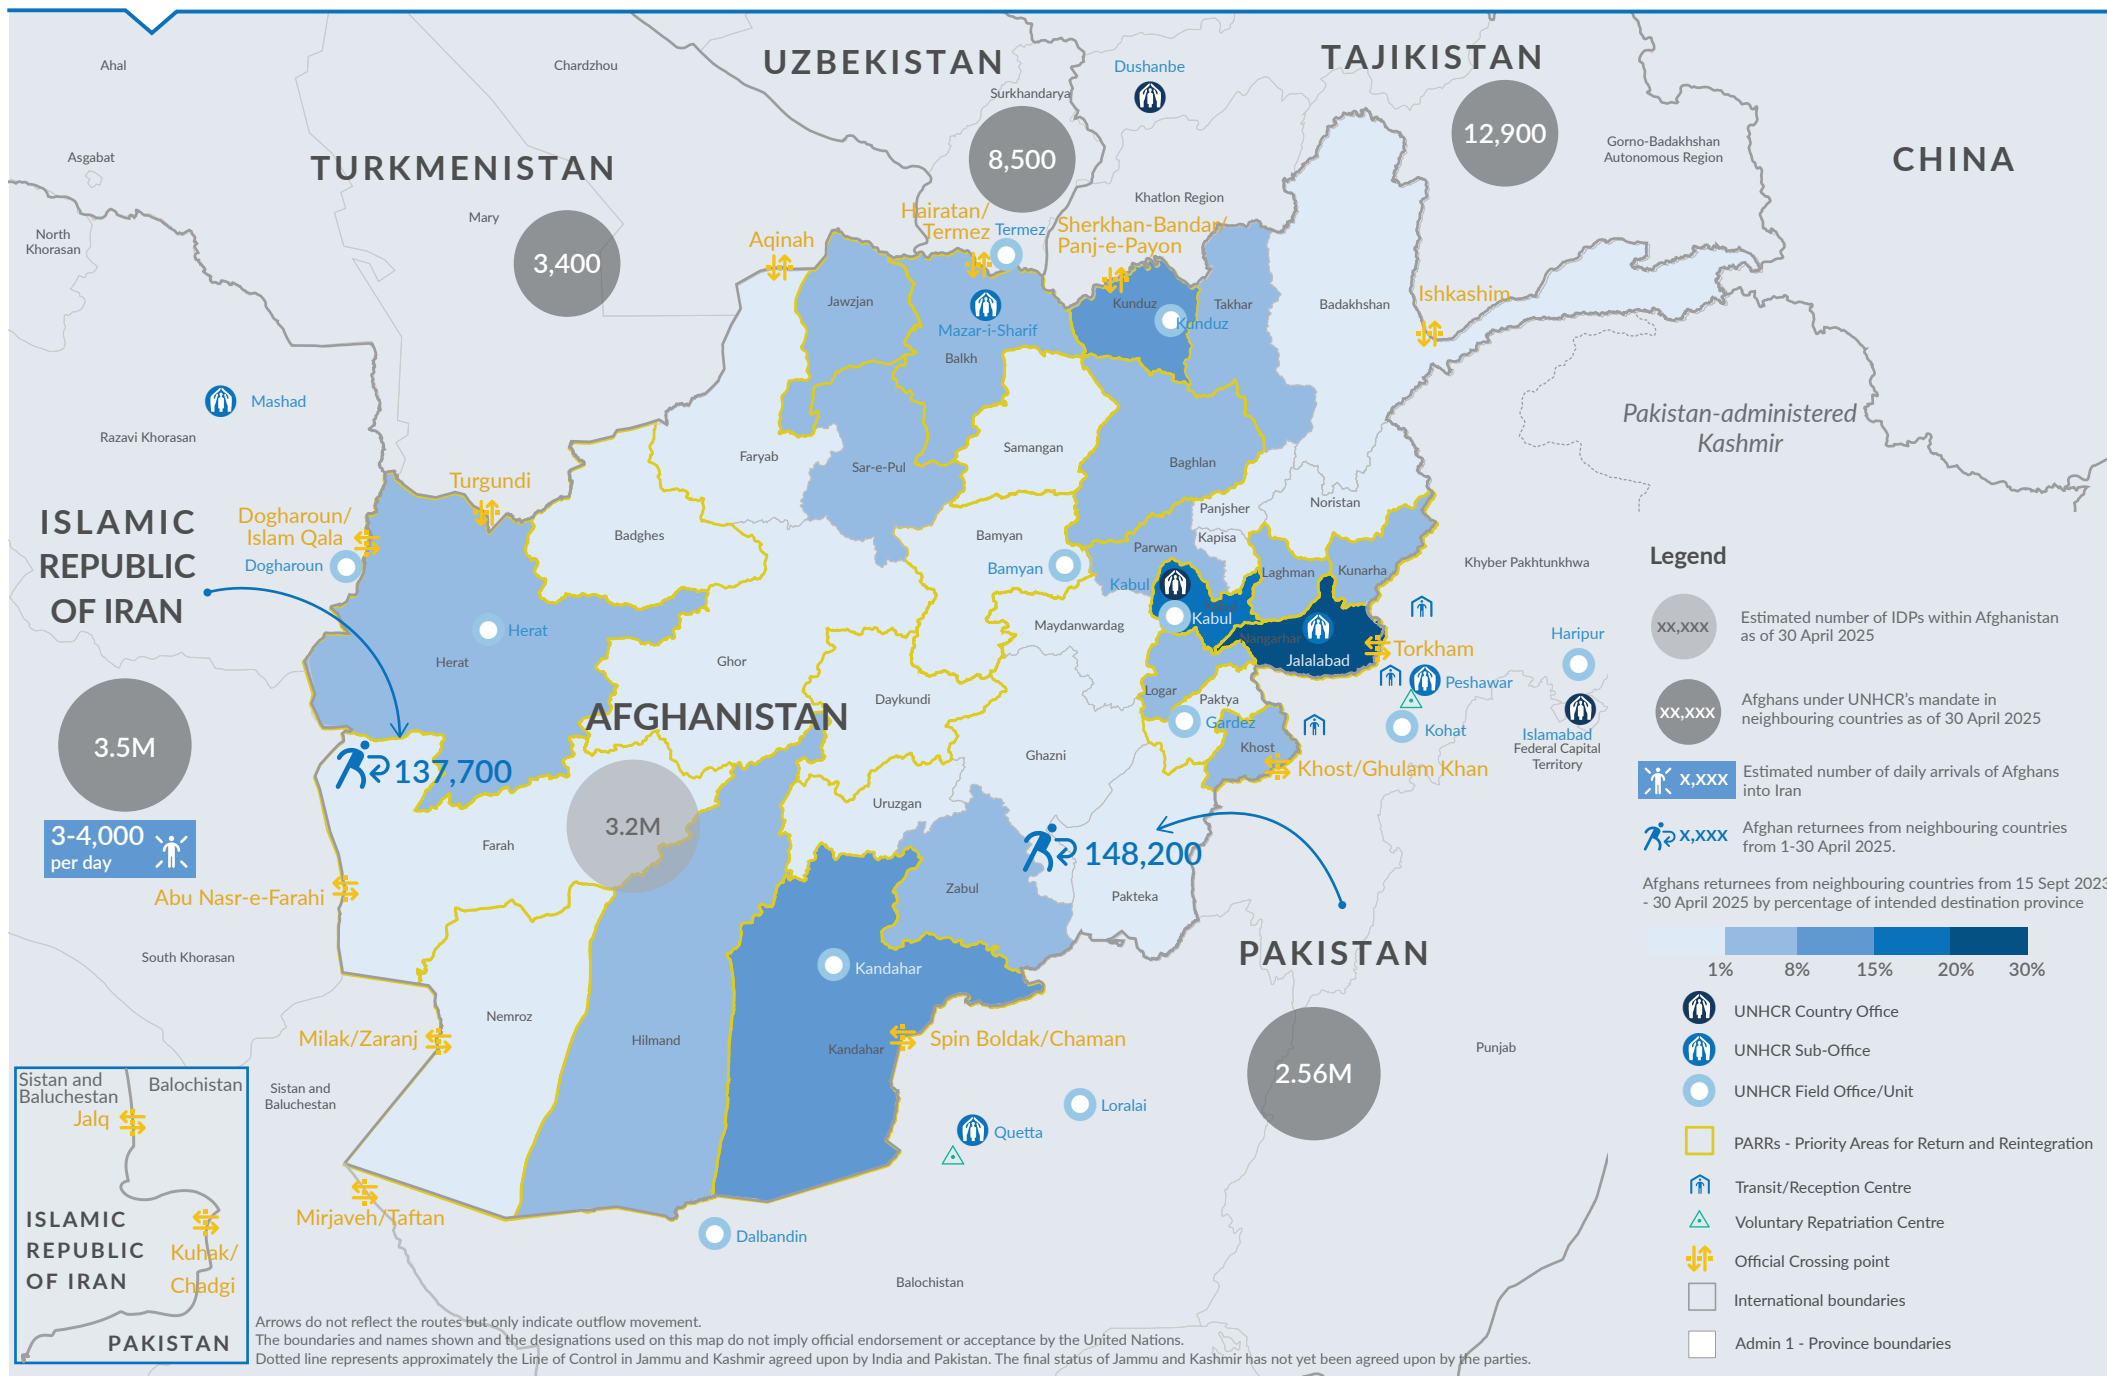 UZBEKISTAN
TAJIKISTAN
Ahal
Chardzhou
Dushanbe
Surkhandarya
12,900
Gorno-Badakhshan
Autonomous Region
CHINA
Asgabat
TURKMENISTAN
8,500
Khatlon Region
North
Khorasan
Mary
3,400
Hairatan/
Termez
Termez
Sherkhan-Bandar/
Panj-e-Payon
Aqinah
Jawzjan
Mazar-i-Sharif
Balkh
Kunduz
Kunduz
Takhar
Badakhshan
Ishkashim
Mashad
Razavi Khorasan
Pakistan-administered
Kashmir
Faryab
Sar-e-Pul
Samangan
Baghlan
Turgundi
Dogharoun/
Islam Qala
Dogharoun
ISLAMIC
REPUBLIC
OF IRAN
Badghes
Bamyan
Bamyan
Panjsher
Noristan
Kapisa
Parwan
Kabul
Kabul
Laghman
Kunarha
Khyber Pakhtunkhwa
Herat
Herat
Maydanwardag
Nangarhar
Jalalabad
Torkham
Haripur
Ghor
Daykundi
Logar
Paktya
Gardez
Peshawar
Kohat
Islamabad
Federal Capital
Territory
AFGHANISTAN
3.5M
137,700
Ghazni
Khost
Khost/Ghulam Khan
3-4,000
per day
3.2M
Uruzgan
Farah
148,200
Zabul
Pakteka
Abu Nasr-e-Farahi
South Khorasan
Kandahar
PAKISTAN
Nemroz
Hilmand
Kandahar
Milak/Zaranj
Spin Boldak/Chaman
2.56M
Punjab
Sistan and
Baluchestan
Loralai
Quetta
Mirjaveh/Taftan
Dalbandin
Balochistan
Sistan and
Baluchestan
Balochistan
Jalq
ISLAMIC
REPUBLIC
OF IRAN
Kuhak/
Chadgi
PAKISTAN
Legend
xx,xxx
Estimated number of IDPs within Afghanistan
as of 30 April 2025
xx,xxx
Afghans under UNHCR's mandate in
neighbouring countries as of 30 April 2025
x,xxx
Estimated number of daily arrivals of Afghans
into Iran
x,xxx
Afghan returnees from neighbouring countries
from 1-30 April 2025.
Afghans returnees from neighbouring countries from 15 Sept 2023
- 30 April 2025 by percentage of intended destination province
1% 8% 15% 20% 30%
UNHCR Country Office
UNHCR Sub-Office
UNHCR Field Office/Unit
PARRs - Priority Areas for Return and Reintegration
Transit/Reception Centre
Voluntary Repatriation Centre
Official Crossing point
International boundaries
Admin 1 - Province boundaries
Arrows do not reflect the routes but only indicate outflow movement.
The boundaries and names shown and the designations used on this map do not imply official endorsement or acceptance by the United Nations.
Dotted line represents approximately the Line of Control in Jammu and Kashmir agreed upon by India and Pakistan. The final status of Jammu and Kashmir has not yet been agreed upon by the parties.